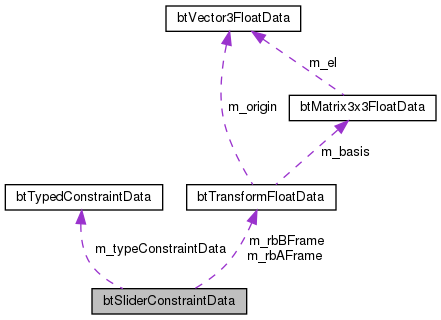 btVector3FloatData
m_el
m_origin
btMatrix3x3FloatData
m_basis
btTypedConstraintData
btTransformFloatData
m_typeConstraintData
m_rbBFrame
m_rbAFrame
btSliderConstraintData